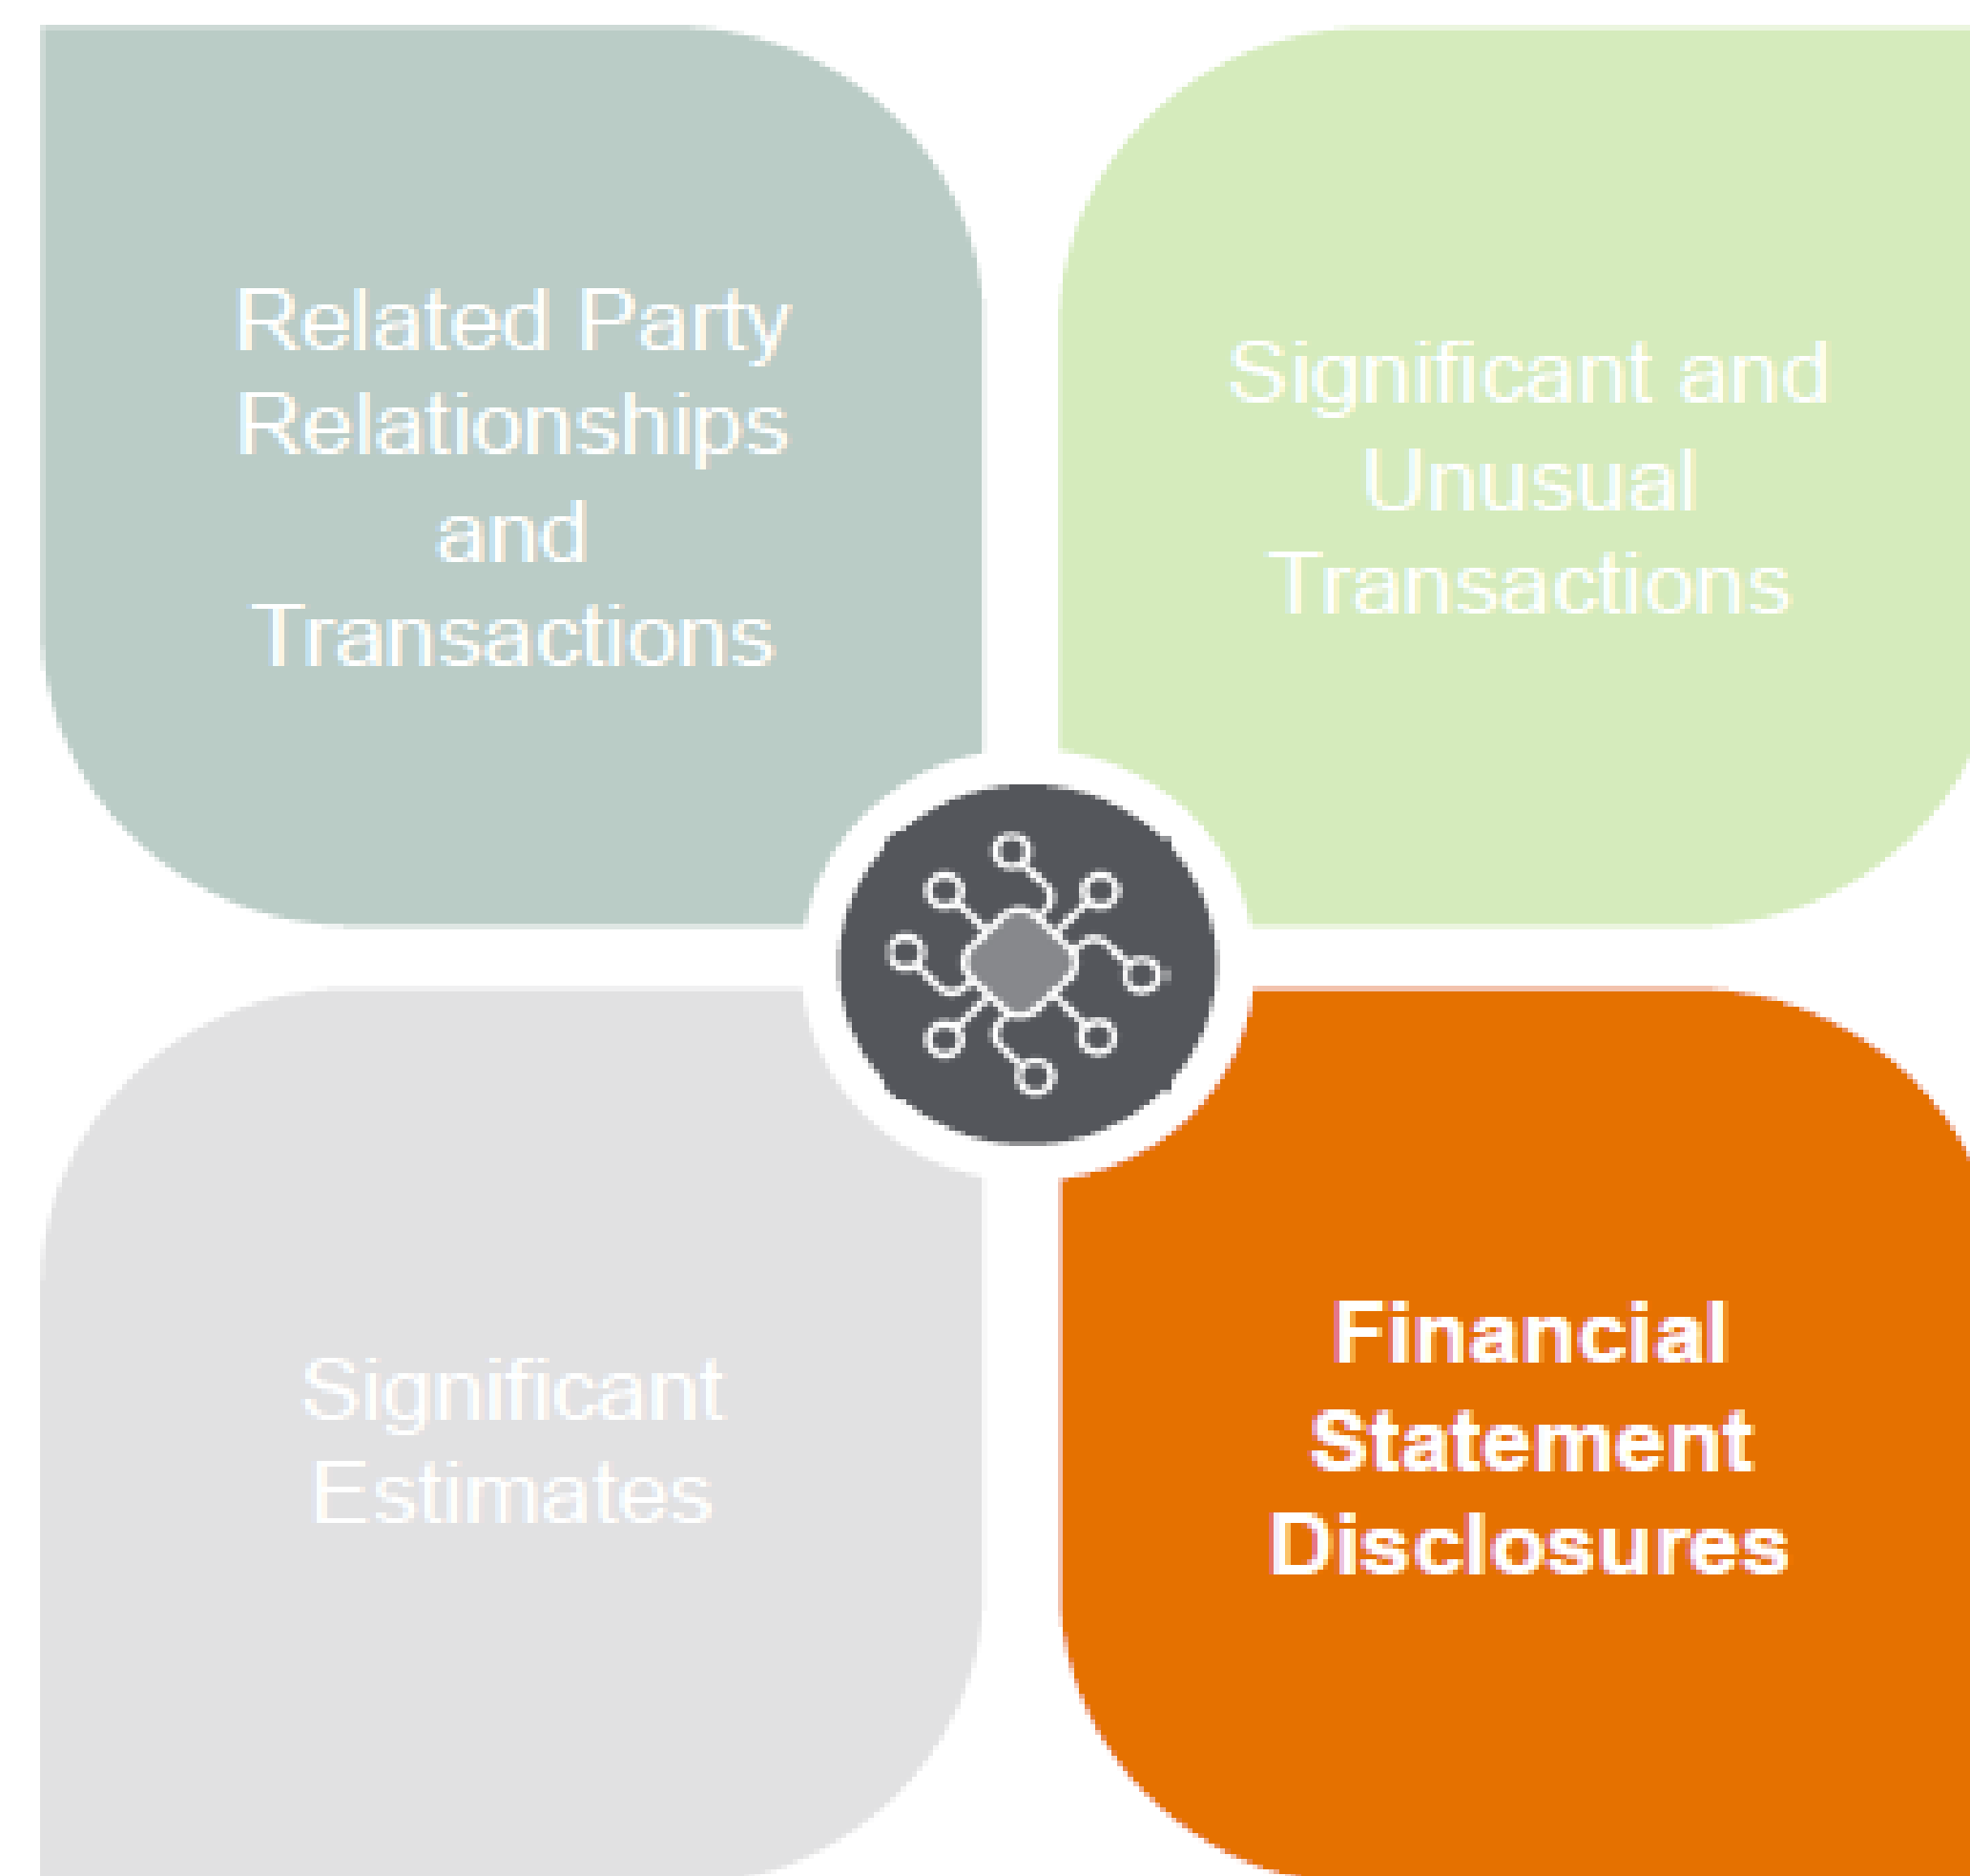 Related Party
Relationships
and
Transactions
Significant and
Unusual
Transactions
Significant
Estimates
Financial
Statement
Disclosures